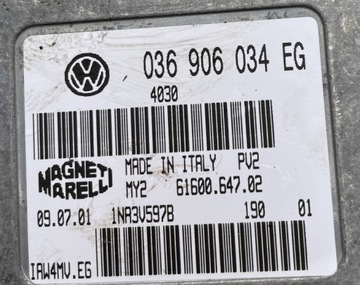 036 906 034 EG
4030
MAGNETI MARELLI
MADE IN ITALY PV2
MY2 61600.647.02
09.07.01 1NA3V597B 190 01
IAW4MV.EG